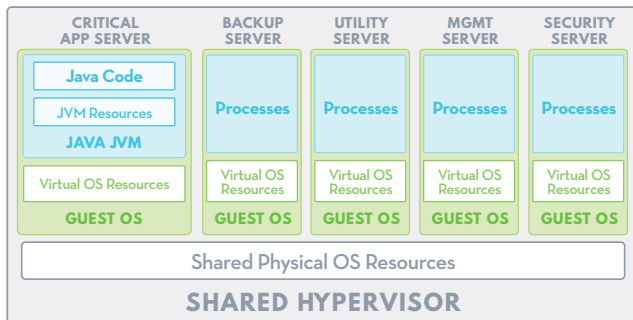 CRITICAL
APP SERVER
BACKUP
SERVER
UTILITY
SERVER
MGMT
SERVER
SECURITY
SERVER
Java Code
JVM Resources
JAVA JVM
Virtual OS Resources
GUEST OS
Processes
Virtual OS
Resources
GUEST OS
Processes
Virtual OS
Resources
GUEST OS
Processes
Virtual OS
Resources
GUEST OS
Processes
Virtual OS
Resources
GUEST OS
Shared Physical OS Resources
SHARED HYPERVISOR